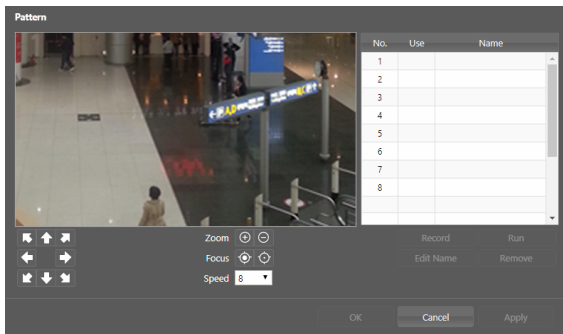 Pattern
No. Use Name
1
2
3
4
5
6
7
8
A,D B,C
Zoom
Focus
Speed 8
Record Run
Edit Name Remove
OK Cancel Apply